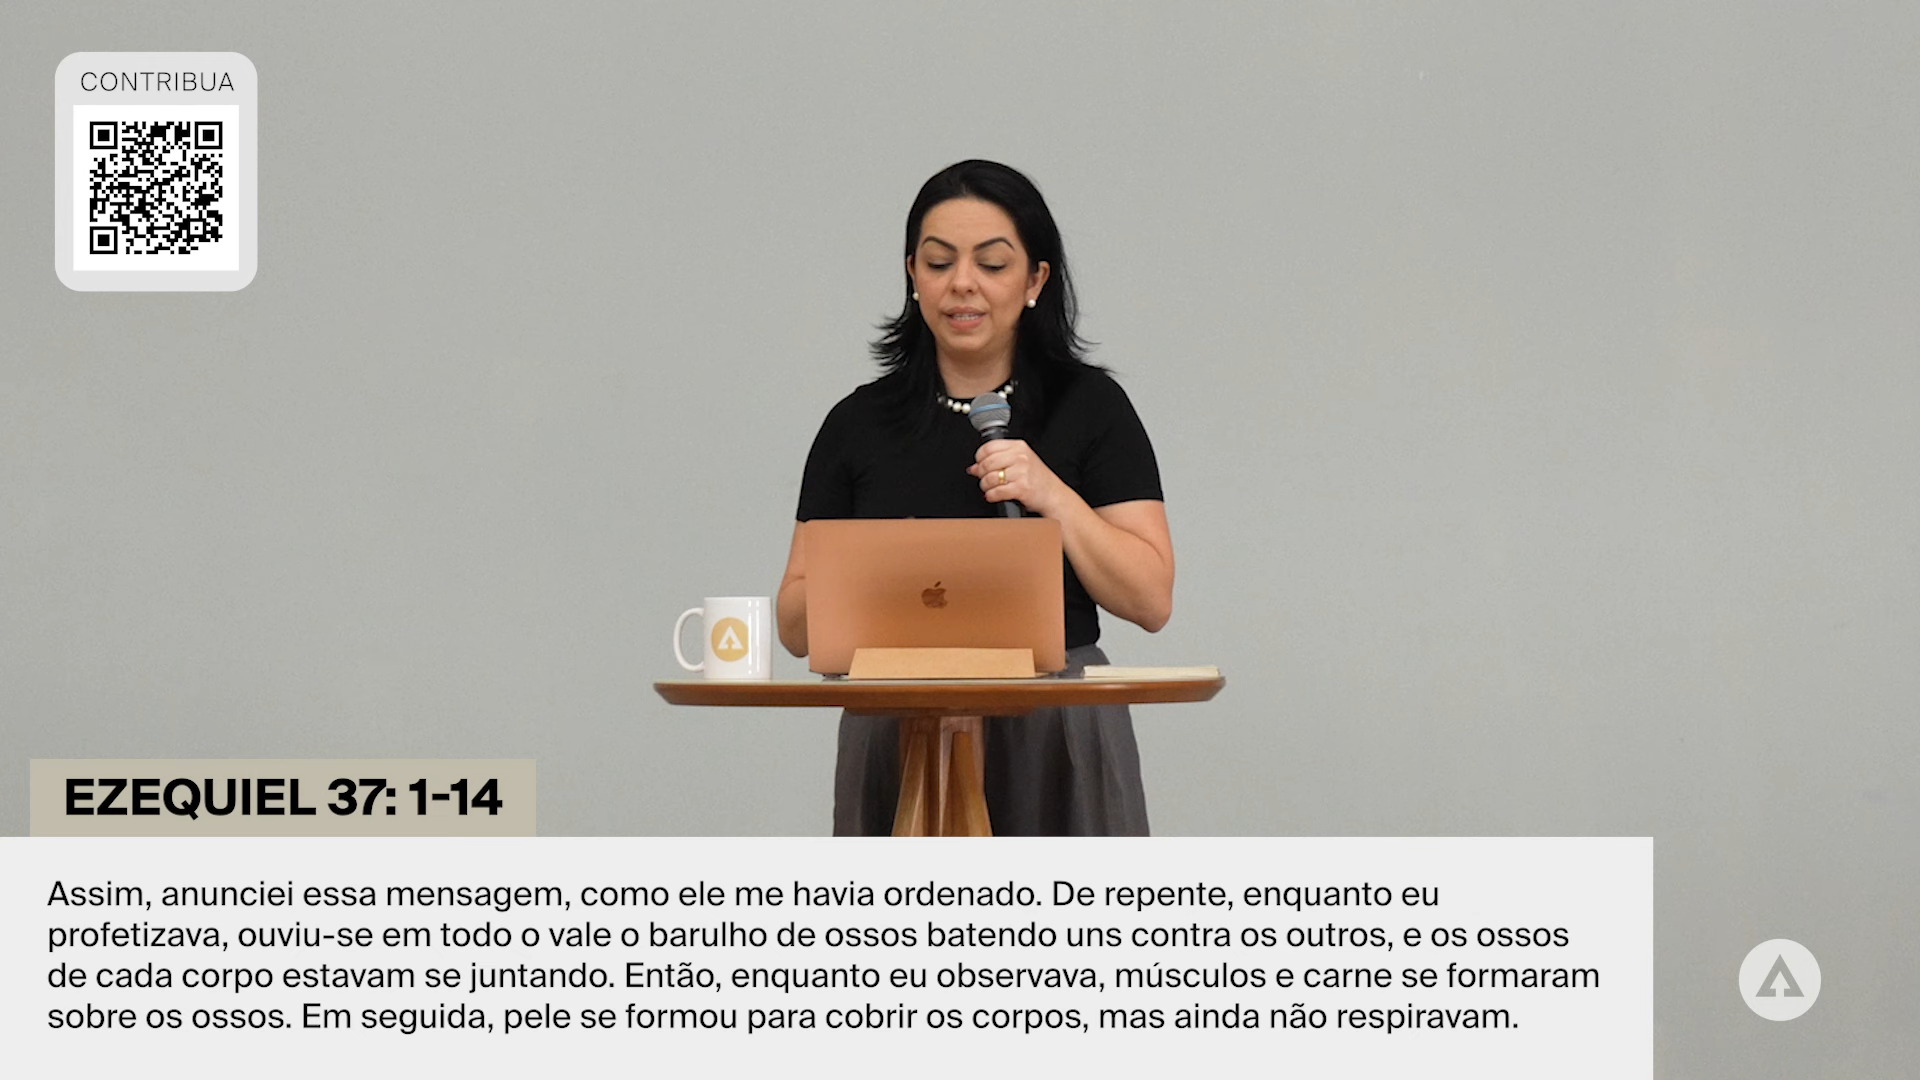 CONTRIBUA
EZEQUIEL 37: 1-14
Assim, anunciei essa mensagem, como ele me havia ordenado. De repente, enquanto eu
profetizava, ouviu-se em todo o vale o barulho de ossos batendo uns contra os outros, e os ossos
de cada corpo estavam se juntando. Então, enquanto eu observava, músculos e carne se formaram
sobre os ossos. Em seguida, pele se formou para cobrir os corpos, mas ainda não respiravam.